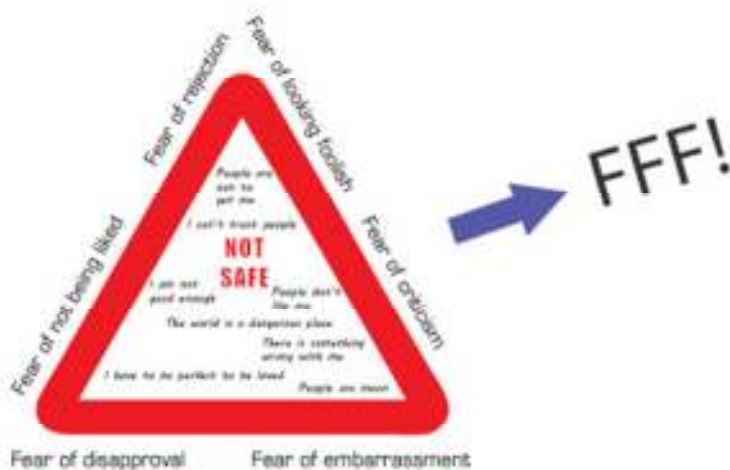 Fear of rejection
Fear of looking foolish
Fear of not being liked
Fear of criticism
People are
out to
get me
I can't trust people
NOT
SAFE
I am not
good enough
People don't
like me
The world is a dangerous place
There is something
wrong with me
I have to be perfect to be loved
People are mean
Fear of disapproval
Fear of embarrassment
FFF!